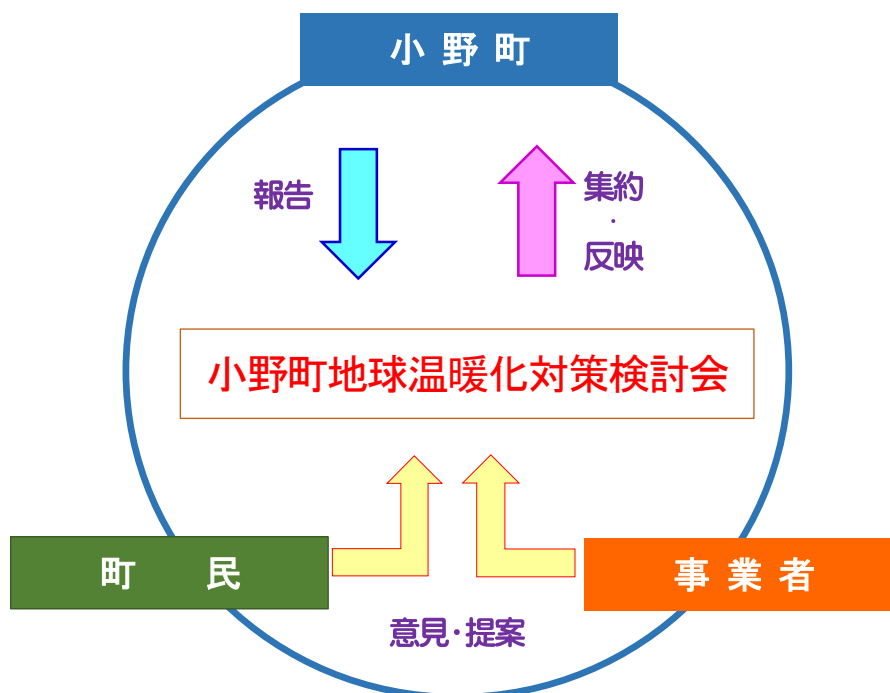 小野町
報告
集約
・
反映
小野町地球温暖化対策検討会
町 民
事業者
意見・提案